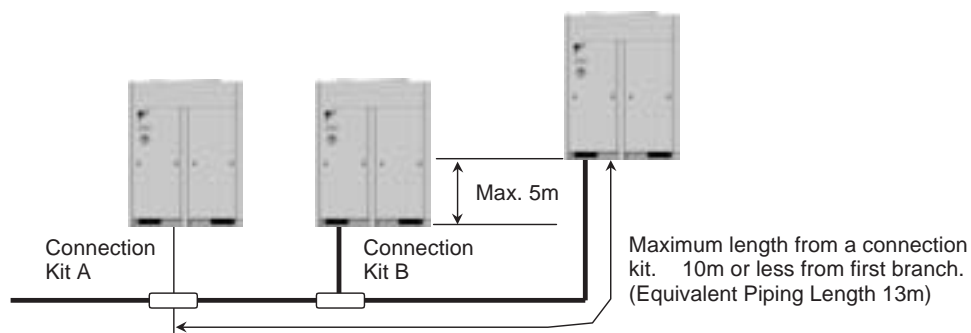 Max. 5m
Connection
Kit A
Connection
Kit B
Maximum length from a connection
kit. 10m or less from first branch.
(Equivalent Piping Length 13m)